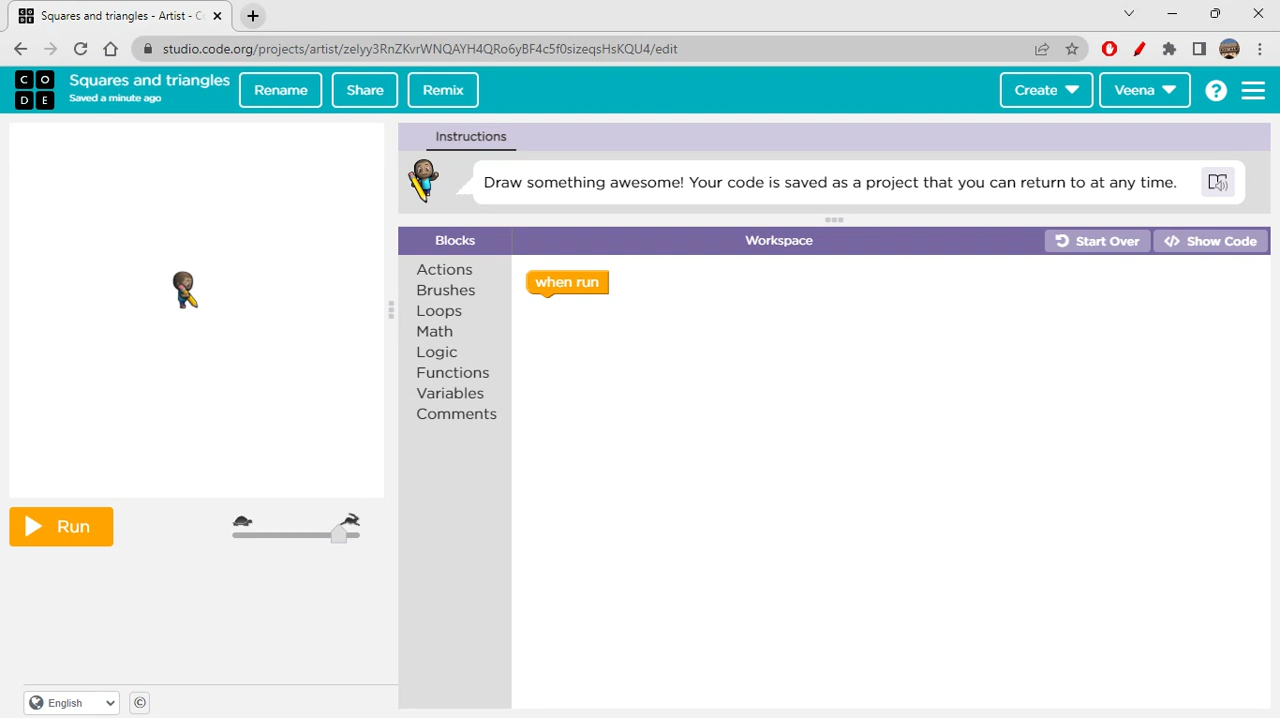 Squares and triangles - Artist - Co
studio.code.org/projects/artist/zelyy3RnZKvrWNQAYH4QRo6yBF4c5f0sizeqsHsKQU4/edit
C O
D E
Squares and triangles
Saved a minute ago
Rename
Share
Remix
Create
Veena
?
Instructions
Draw something awesome! Your code is saved as a project that you can return to at any time.
Blocks
Workspace
Start Over
</> Show Code
Actions
Brushes
Loops
Math
Logic
Functions
Variables
Comments
when run
Run
English
©